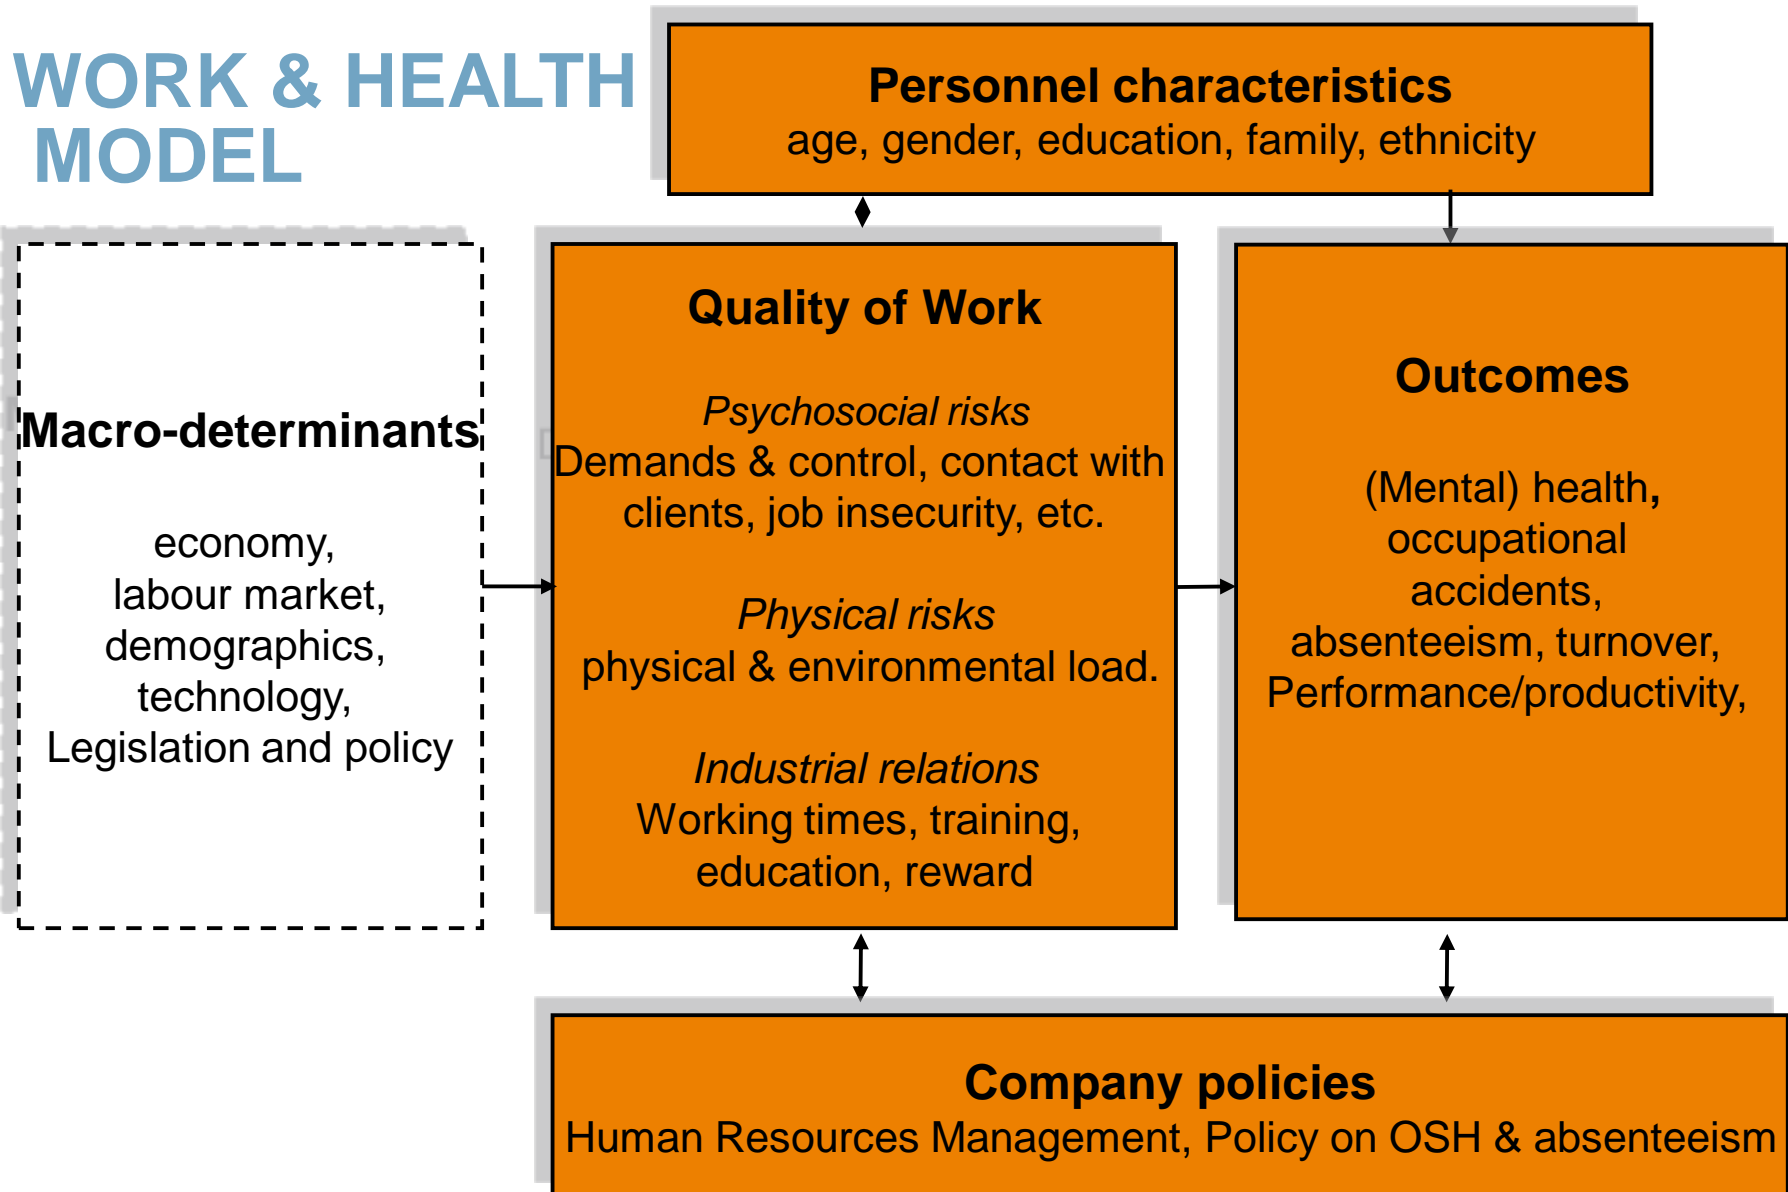 WORK & HEALTH
MODEL
Personnel characteristics
age, gender, education, family, ethnicity
Macro-determinants
economy,
labour market,
demographics,
technology,
Legislation and policy
Quality of Work
Psychosocial risks
Demands & control, contact with
clients, job insecurity, etc.
Physical risks
physical & environmental load.
Industrial relations
Working times, training,
education, reward
Outcomes
(Mental) health,
occupational
accidents,
absenteeism, turnover,
Performance/productivity,
Company policies
Human Resources Management, Policy on OSH & absenteeism